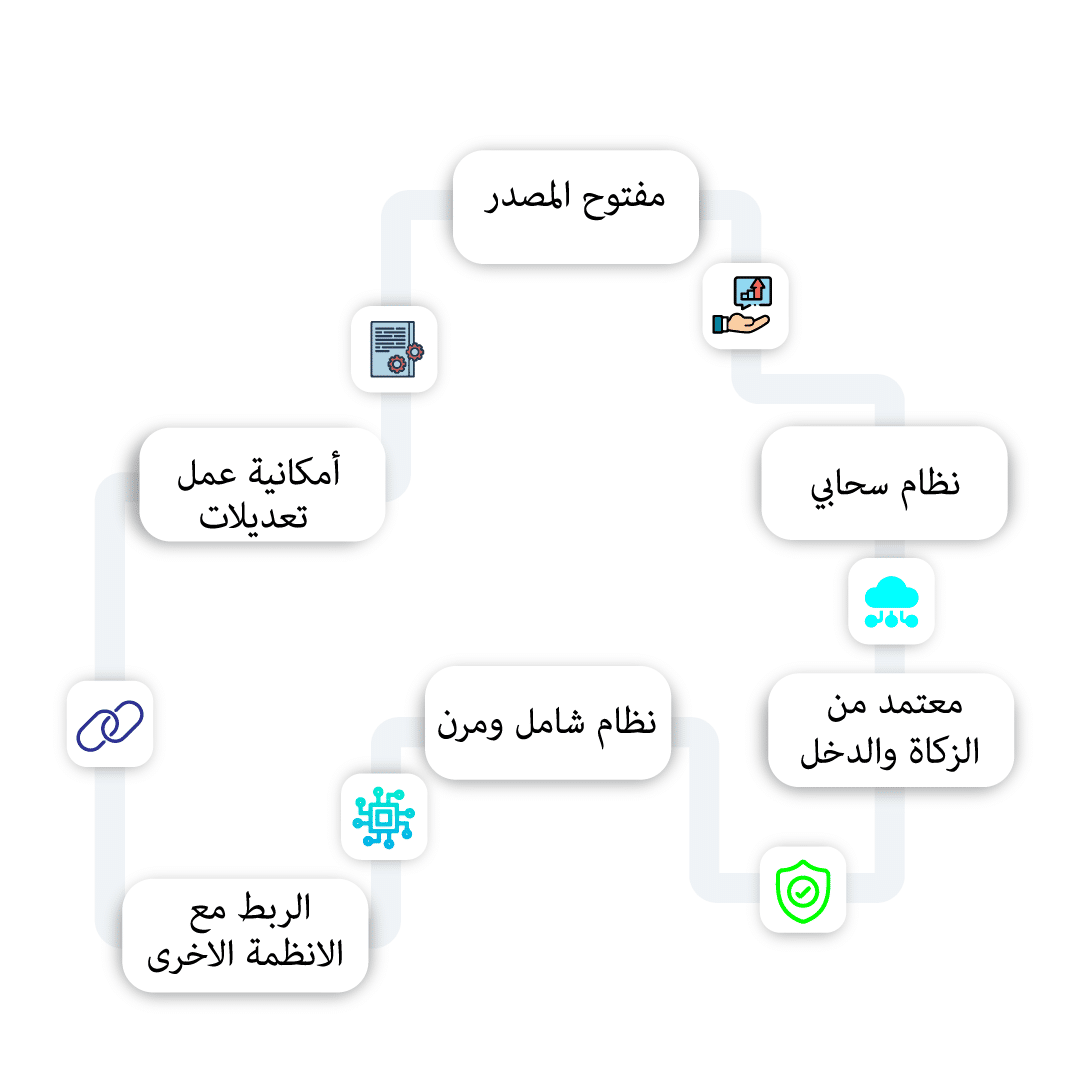 مفتوح المصدر
نظام سحابي
أمكانية عمل
تعديلات
معتمد من
الزكاة والدخل
نظام شامل ومرن
الربط مع
الانظمة الاخرى